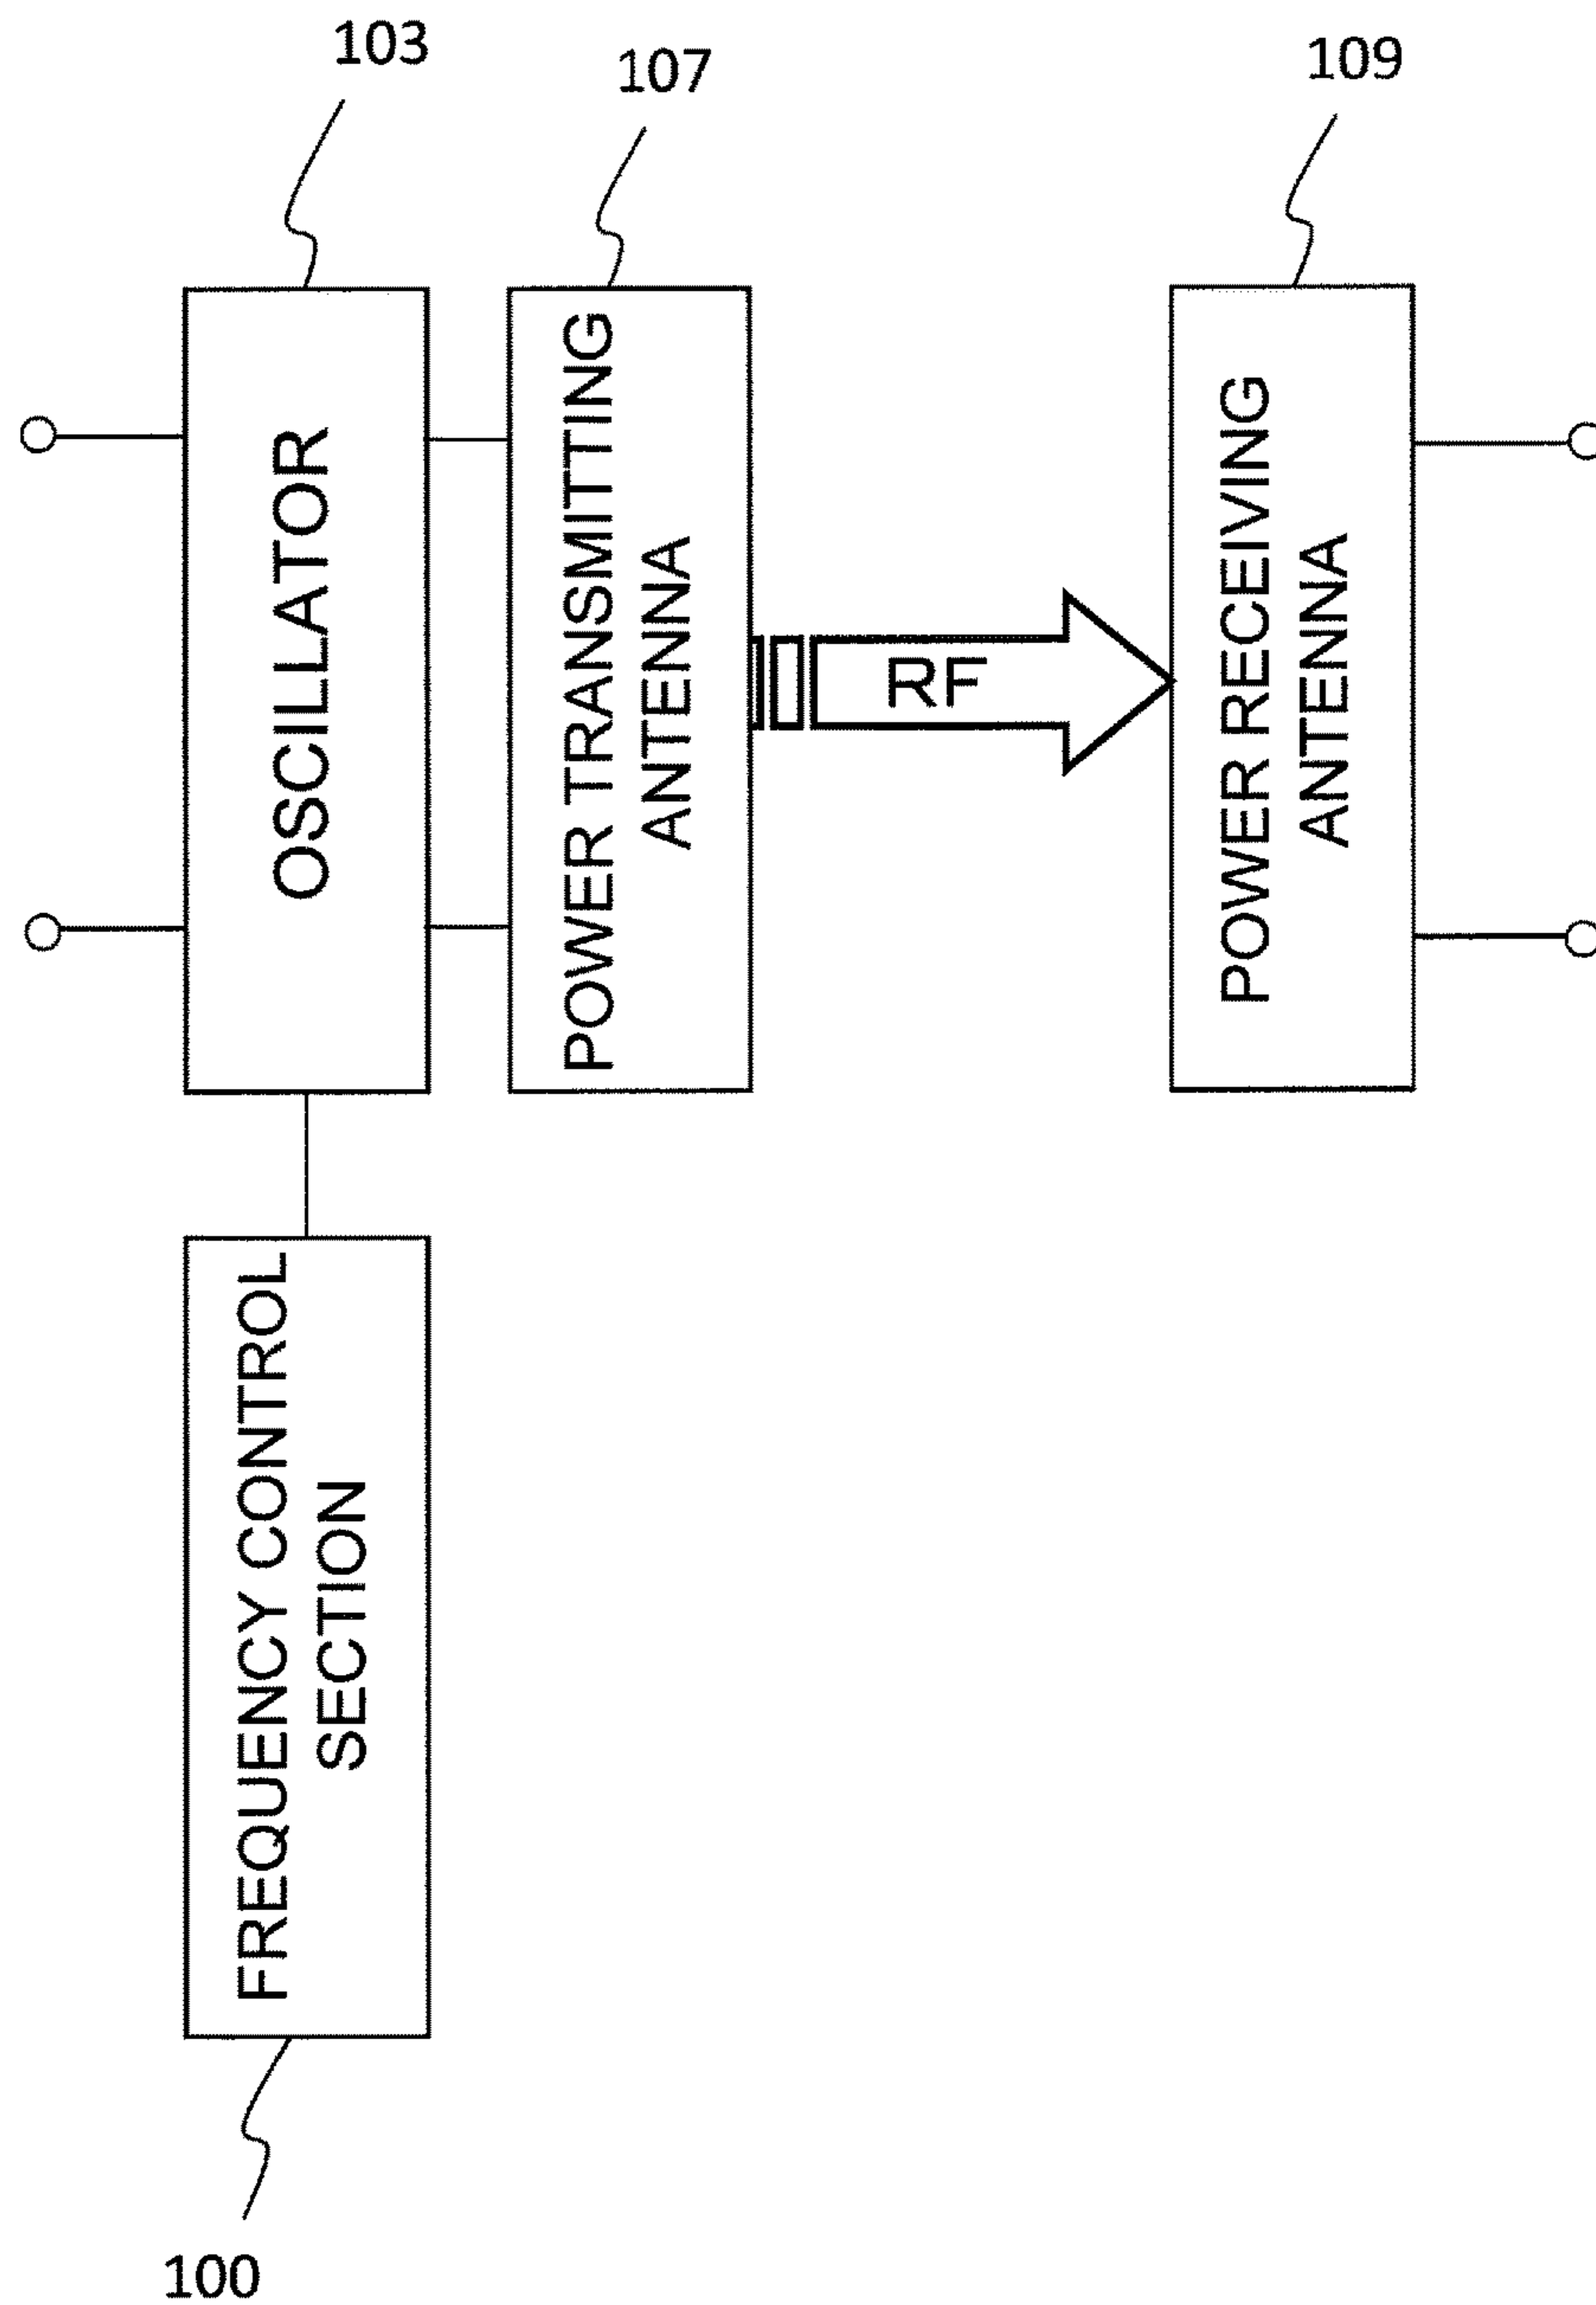 103
107
109
OSCILLATOR
POWER TRANSMITTING
ANTENNA
RF
POWER RECEIVING
ANTENNA
FREQUENCY CONTROL
SECTION
100